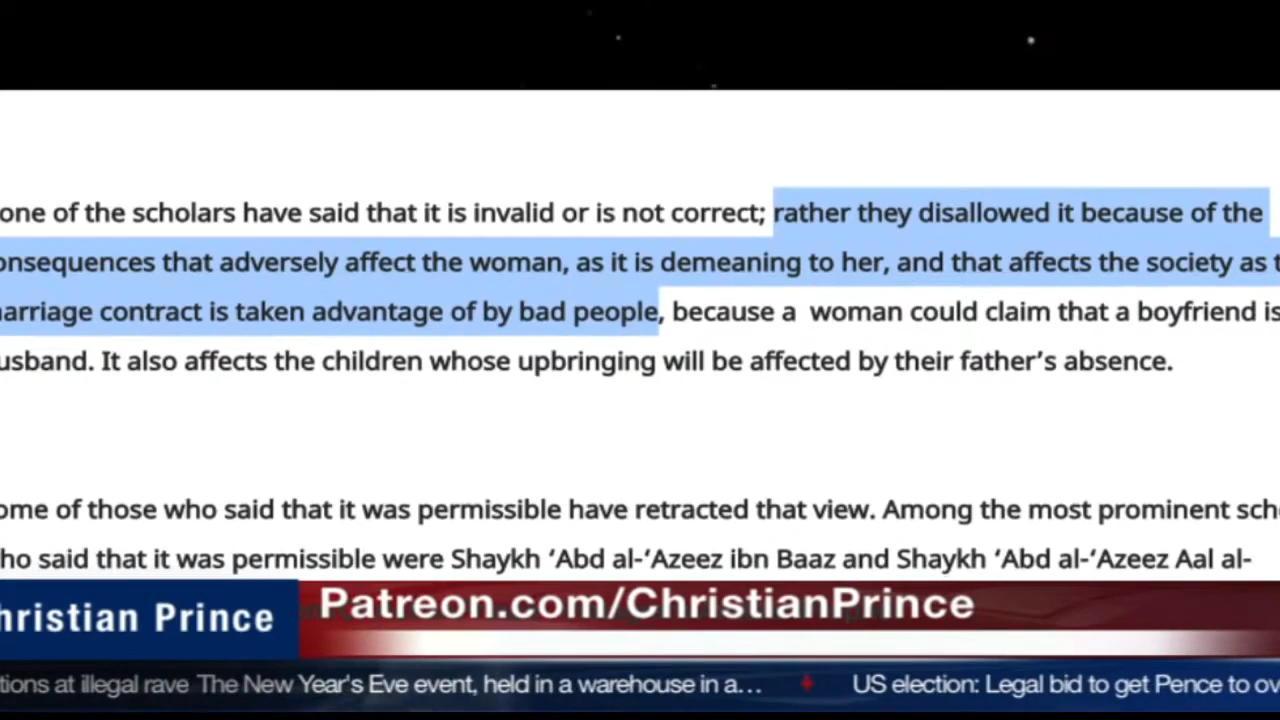 one of the scholars have said that it is invalid or is not correct; rather they disallowed it because of the
onsequences that adversely affect the woman, as it is demeaning to her, and that affects the society as t
arriage contract is taken advantage of by bad people, because a woman could claim that a boyfriend is
usband. It also affects the children whose upbringing will be affected by their father’s absence.
ome of those who said that it was permissible have retracted that view. Among the most prominent sch
ho said that it was permissible were Shaykh ‘Abd al-‘Azeez ibn Baaz and Shaykh ‘Abd al-‘Azeez Aal al-
hristian Prince
Patreon.com/ChristianPrince
tions at illegal rave The New Year's Eve event, held in a warehouse in a... US election: Legal bid to get Pence to ov